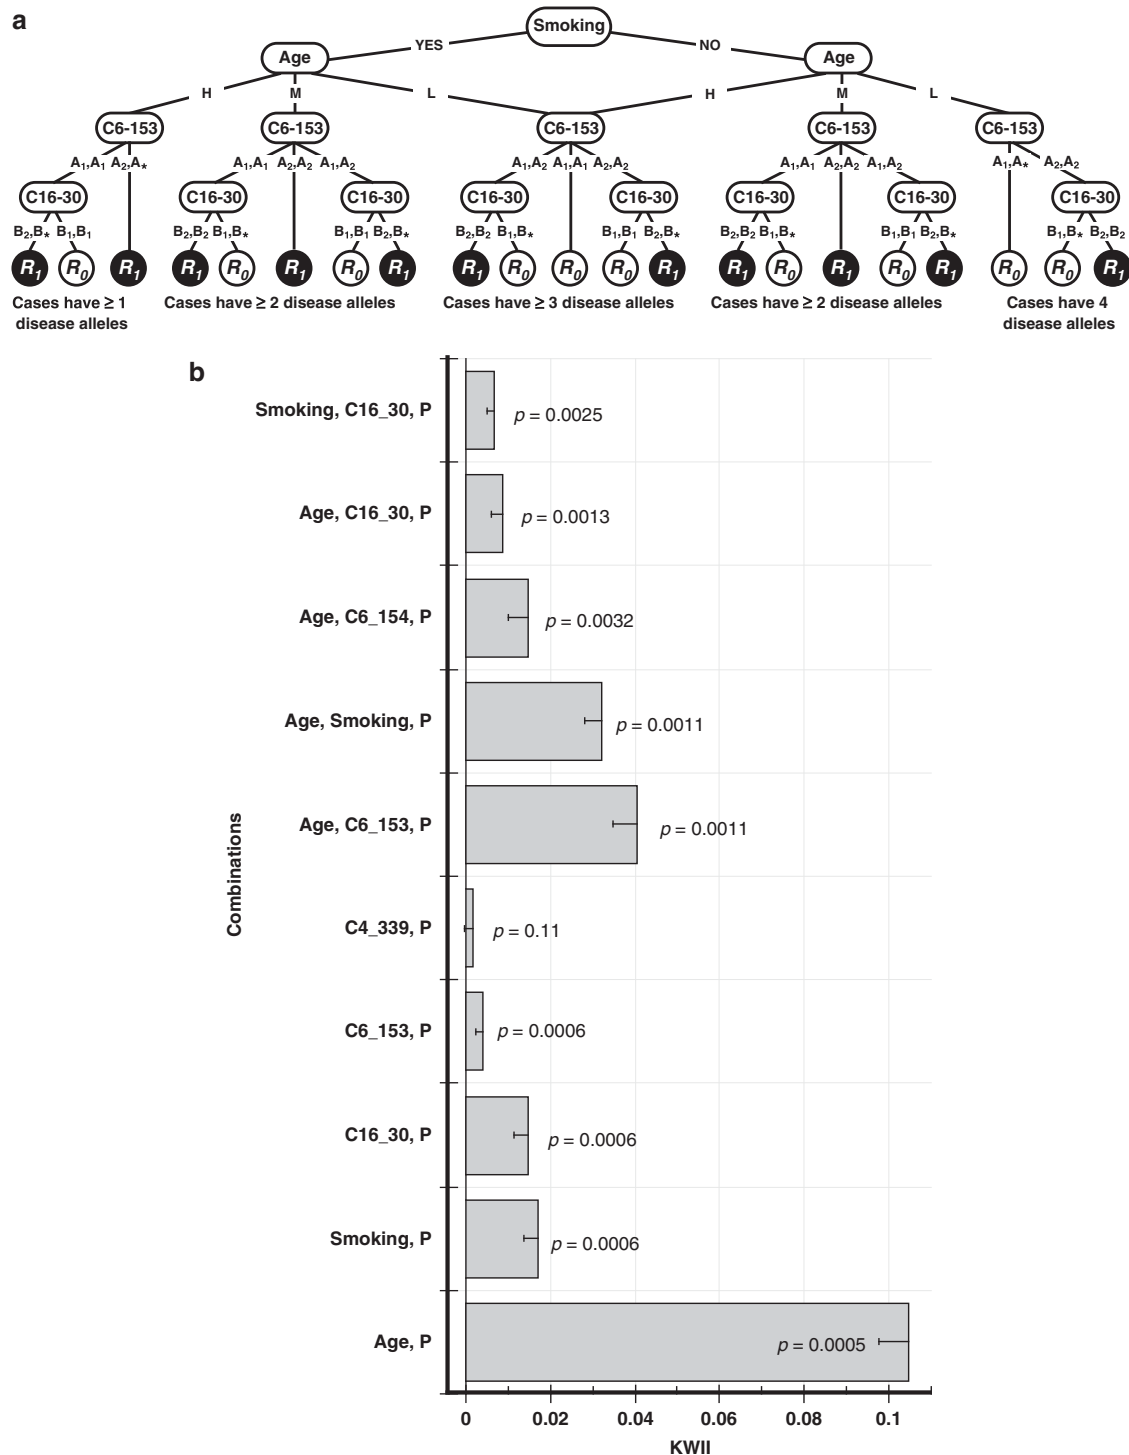 a
Smoking
YES NO
Age Age
H M L H M L
C6-153 C6-153 C6-153 C6-153 C6-153
A1,A1 A2,A* A1,A1 A2,A2 A1,A2 A1,A2 A1,A1 A2,A2 A1,A1 A2,A2 A1,A2 A1,A* A2,A2
C16-30 C16-30 C16-30 C16-30 C16-30 C16-30 C16-30 C16-30
B2,B* B1,B1 B2,B2 B1,B* B1,B1 B2,B* B2,B2 B1,B* B1,B1 B2,B* B2,B2 B1,B* B1,B1 B2,B* B1,B* B2,B2
R1 R0 R1 R1 R0 R1 R0 R1 R1 R0 R0 R0 R1 R1 R0 R1 R0 R1 R0 R0 R1
Cases have ≥ 1 Cases have ≥ 2 disease alleles Cases have ≥ 3 disease alleles Cases have ≥ 2 disease alleles Cases have 4
disease alleles disease alleles
b
Smoking, C16_30, P p = 0.0025
Age, C16_30, P p = 0.0013
Age, C6_154, P p = 0.0032
Age, Smoking, P p = 0.0011
Age, C6_153, P p = 0.0011
Combinations
C4_339, P p = 0.11
C6_153, P p = 0.0006
C16_30, P p = 0.0006
Smoking, P p = 0.0006
Age, P p = 0.0005
0 0.02 0.04 0.06 0.08 0.1
KWII